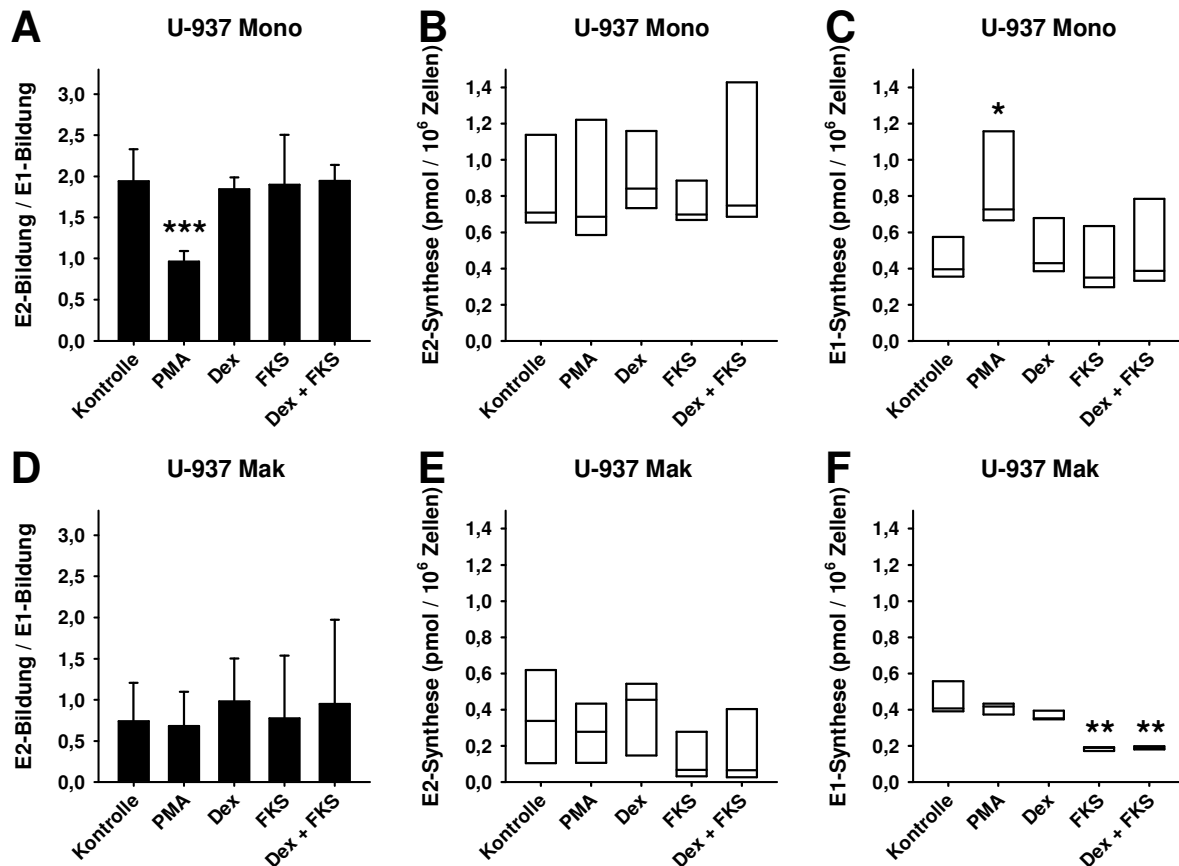 A
U-937 Mono
E2-Bildung / E1-Bildung
3,0
2,5
2,0
1,5
1,0
0,5
0,0
***
Kontrolle
PMA
Dex
FKS
Dex + FKS
B
U-937 Mono
E2-Synthese (pmol / 10⁶ Zellen)
1,4
1,2
1,0
0,8
0,6
0,4
0,2
0,0
Kontrolle
PMA
Dex
FKS
Dex + FKS
C
U-937 Mono
E1-Synthese (pmol / 10⁶ Zellen)
1,4
1,2
1,0
0,8
0,6
0,4
0,2
0,0
*
Kontrolle
PMA
Dex
FKS
Dex + FKS
D
U-937 Mak
E2-Bildung / E1-Bildung
3,0
2,5
2,0
1,5
1,0
0,5
0,0
Kontrolle
PMA
Dex
FKS
Dex + FKS
E
U-937 Mak
E2-Synthese (pmol / 10⁶ Zellen)
1,4
1,2
1,0
0,8
0,6
0,4
0,2
0,0
Kontrolle
PMA
Dex
FKS
Dex + FKS
F
U-937 Mak
E1-Synthese (pmol / 10⁶ Zellen)
1,4
1,2
1,0
0,8
0,6
0,4
0,2
0,0
** **
Kontrolle
PMA
Dex
FKS
Dex + FKS